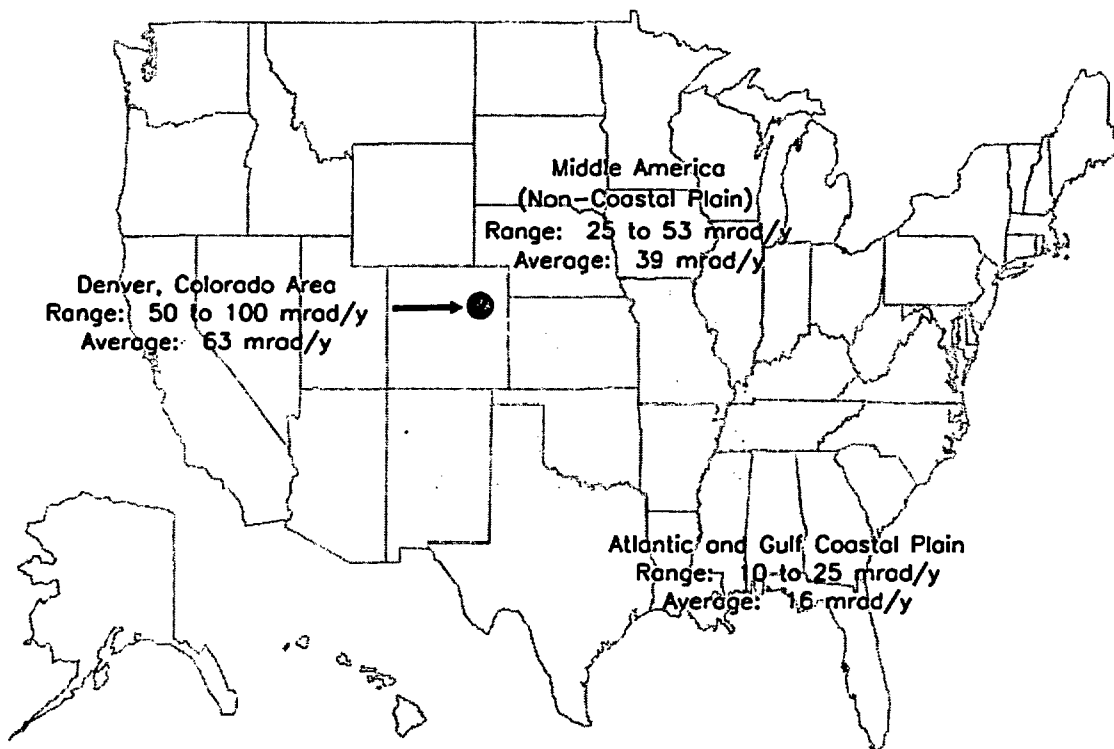 Middle America
(Non-Coastal Plain)
Range: 25 to 53 mrad/y
Average: 39 mrad/y
Denver, Colorado Area
Range: 50 to 100 mrad/y
Average: 63 mrad/y
Atlantic and Gulf Coastal Plain
Range: 10 to 25 mrad/y
Average: 16 mrad/y